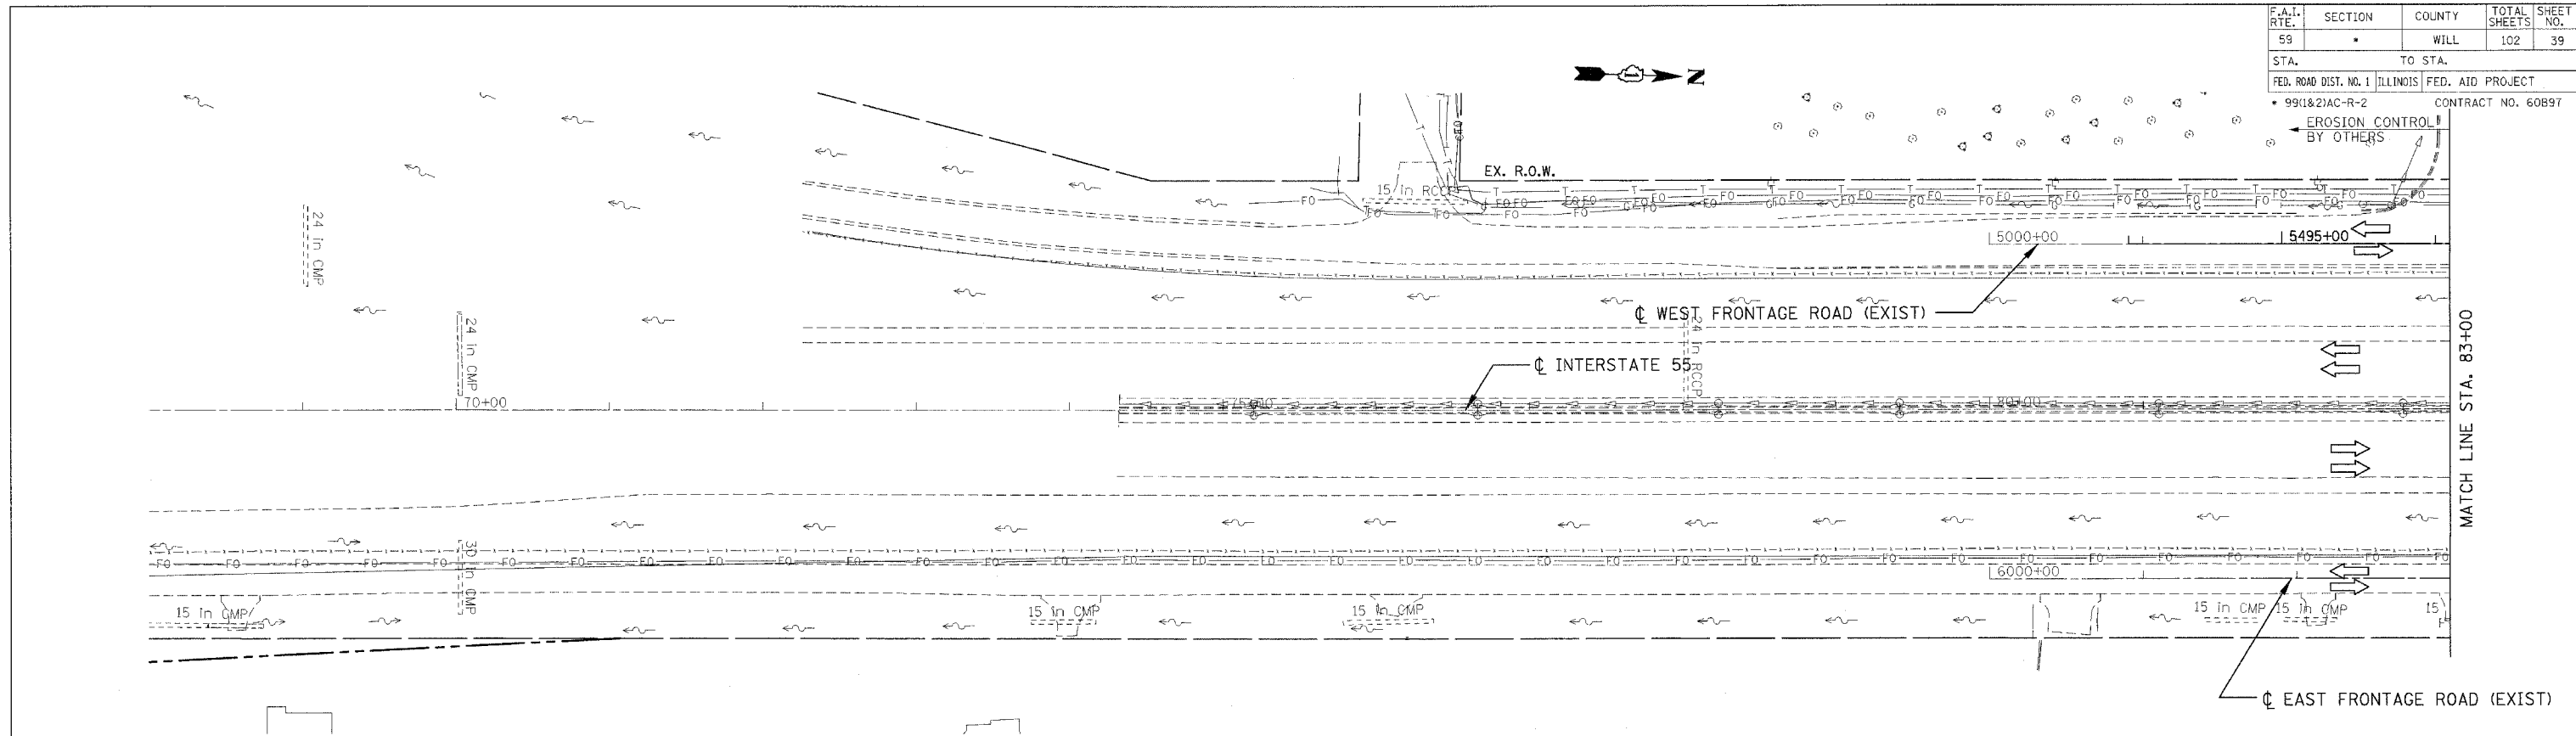 F.A.I. RTE. SECTION COUNTY TOTAL SHEETS SHEET NO.
59 * WILL 102 39
STA. TO STA.
FED. ROAD DIST. NO. 1 ILLINOIS FED. AID PROJECT
* 99(1&2)AC-R-2 CONTRACT NO. 60B97
N
EROSION CONTROL
BY OTHERS
EX. R.O.W.
15 in RCCP
24 in CMP
5000+00
5495+00
℄ WEST FRONTAGE ROAD (EXIST)
24 in CMP
24 in RCCP
℄ INTERSTATE 55
70+00
80+00
MATCH LINE STA. 83+00
30 in CMP
6000+00
15 in CMP
15 in CMP
15 in CMP
15 in CMP
15 in CMP
15
℄ EAST FRONTAGE ROAD (EXIST)